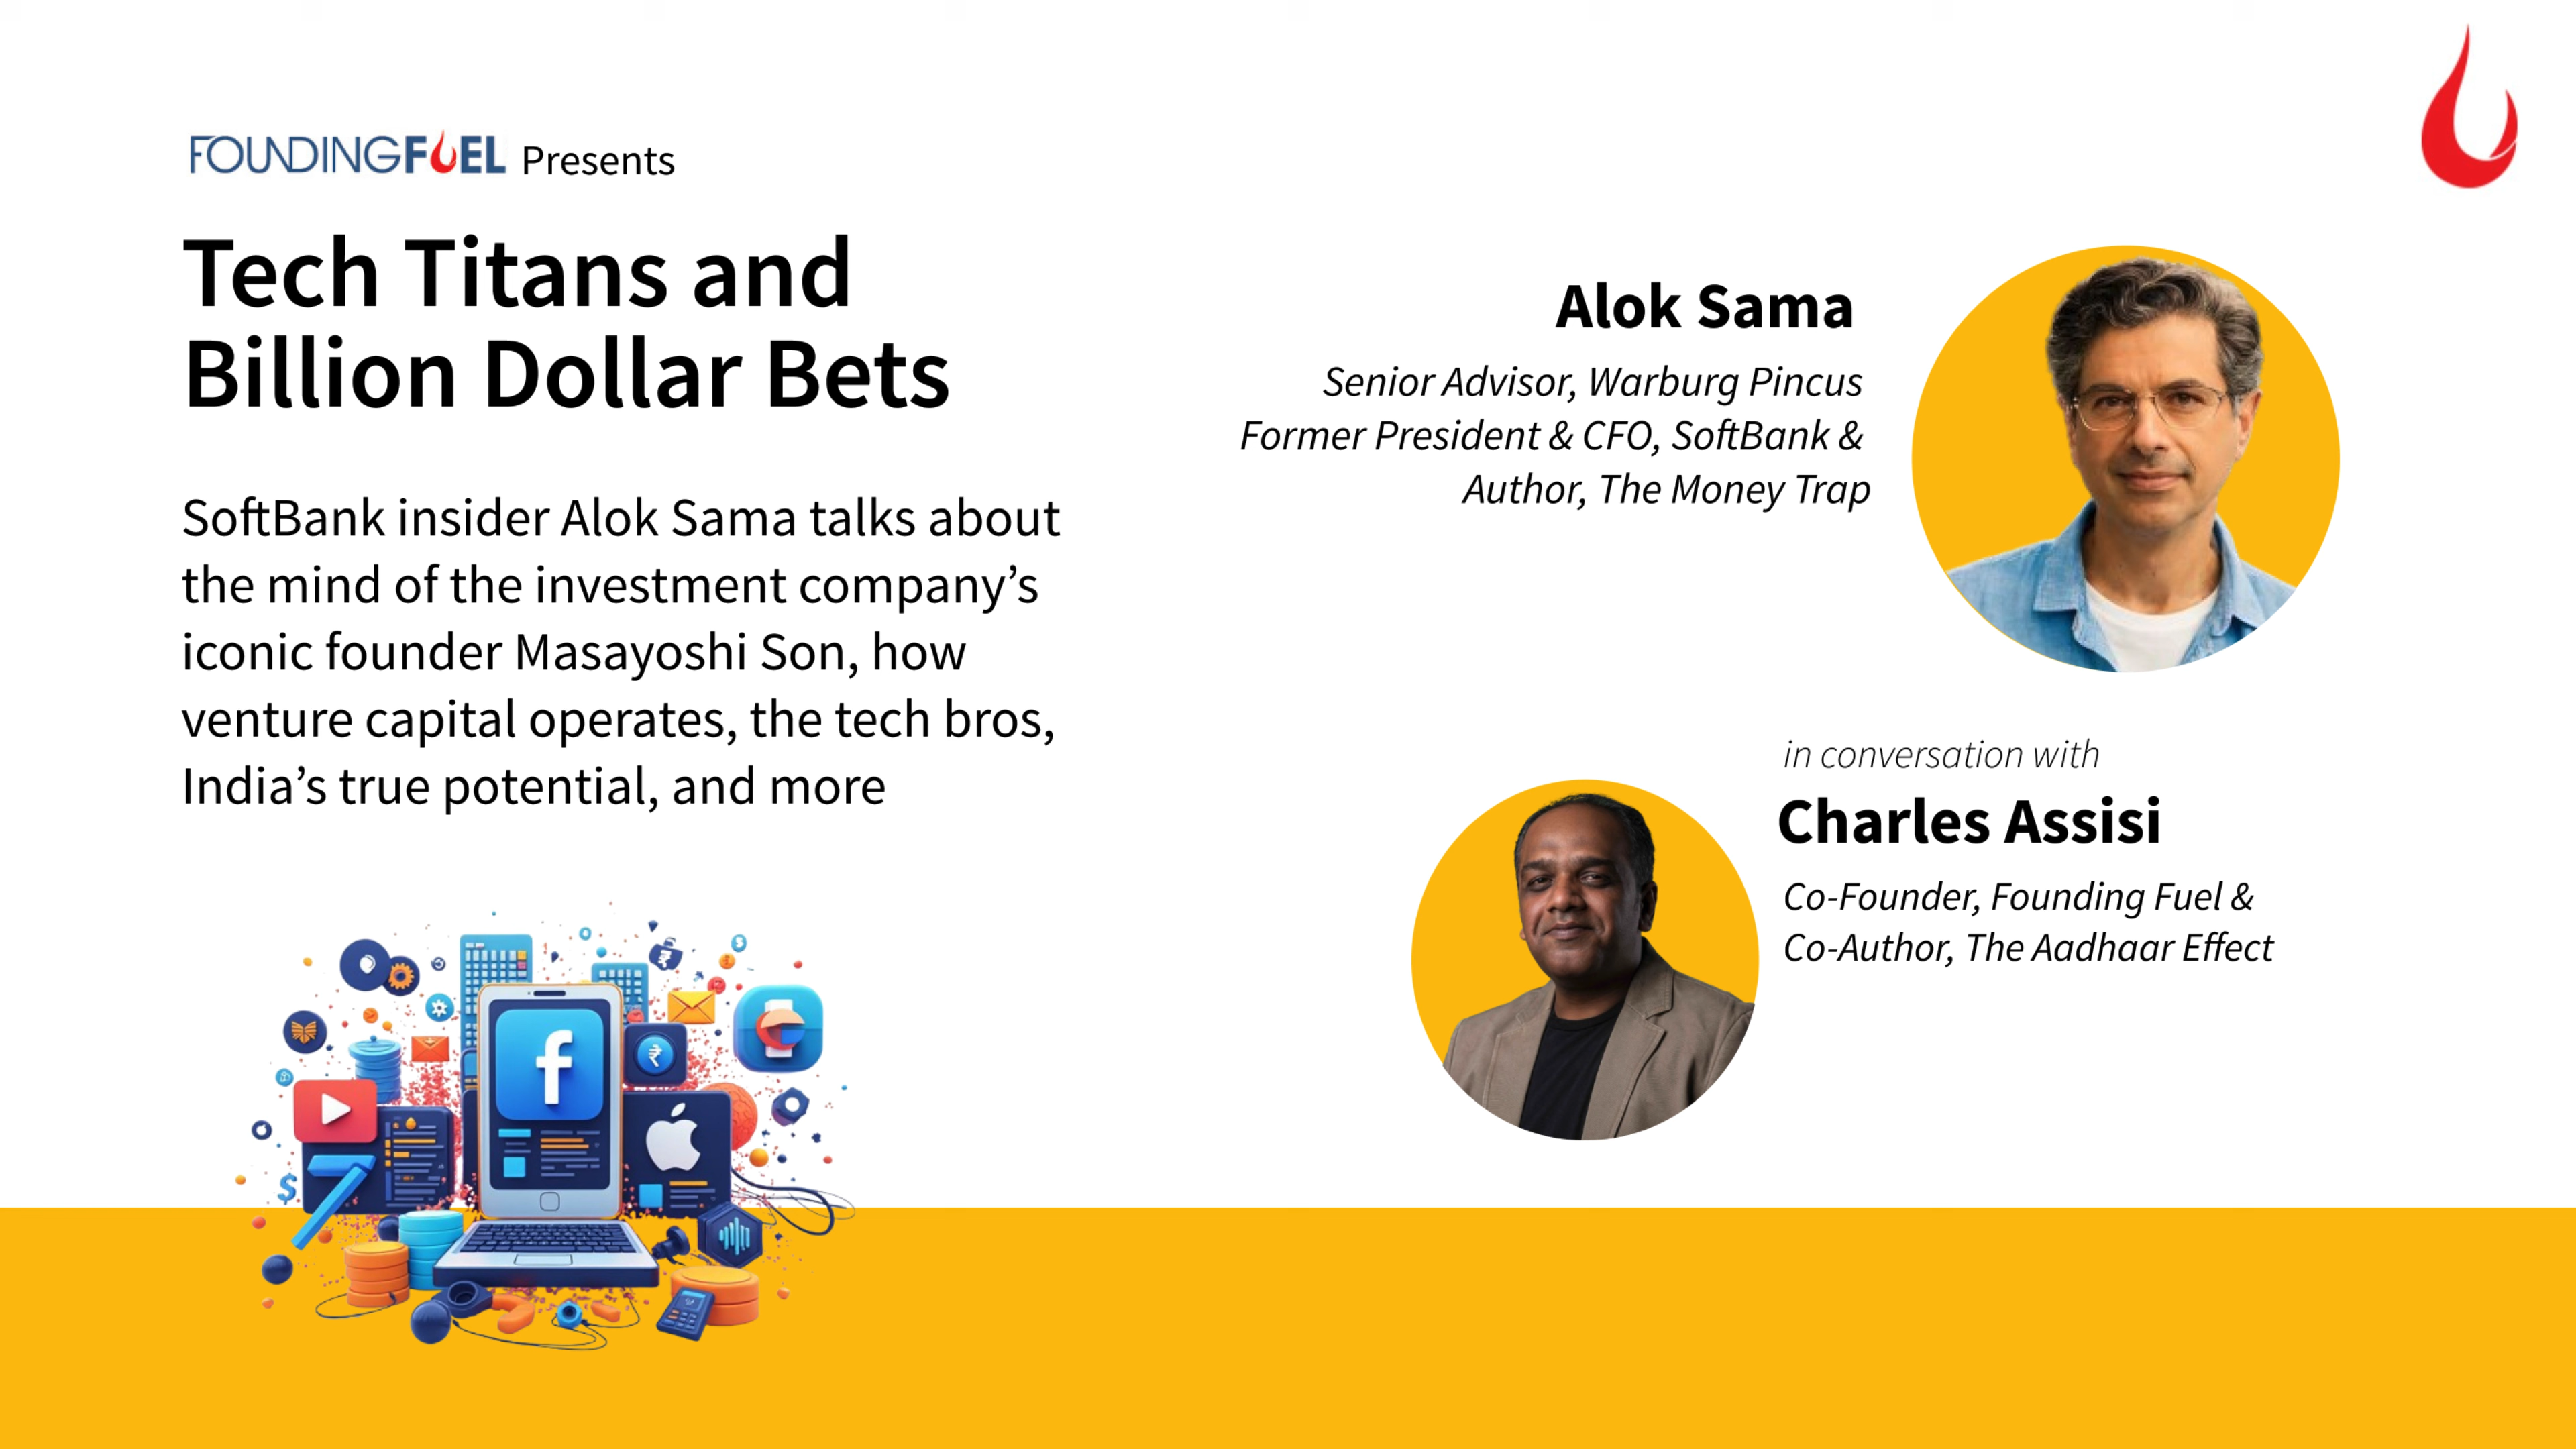 FOUNDINGFUEL Presents
Tech Titans and
Billion Dollar Bets
SoftBank insider Alok Sama talks about
the mind of the investment company’s
iconic founder Masayoshi Son, how
venture capital operates, the tech bros,
India’s true potential, and more
Alok Sama
Senior Advisor, Warburg Pincus
Former President & CFO, SoftBank &
Author, The Money Trap
in conversation with
Charles Assisi
Co-Founder, Founding Fuel &
Co-Author, The Aadhaar Effect